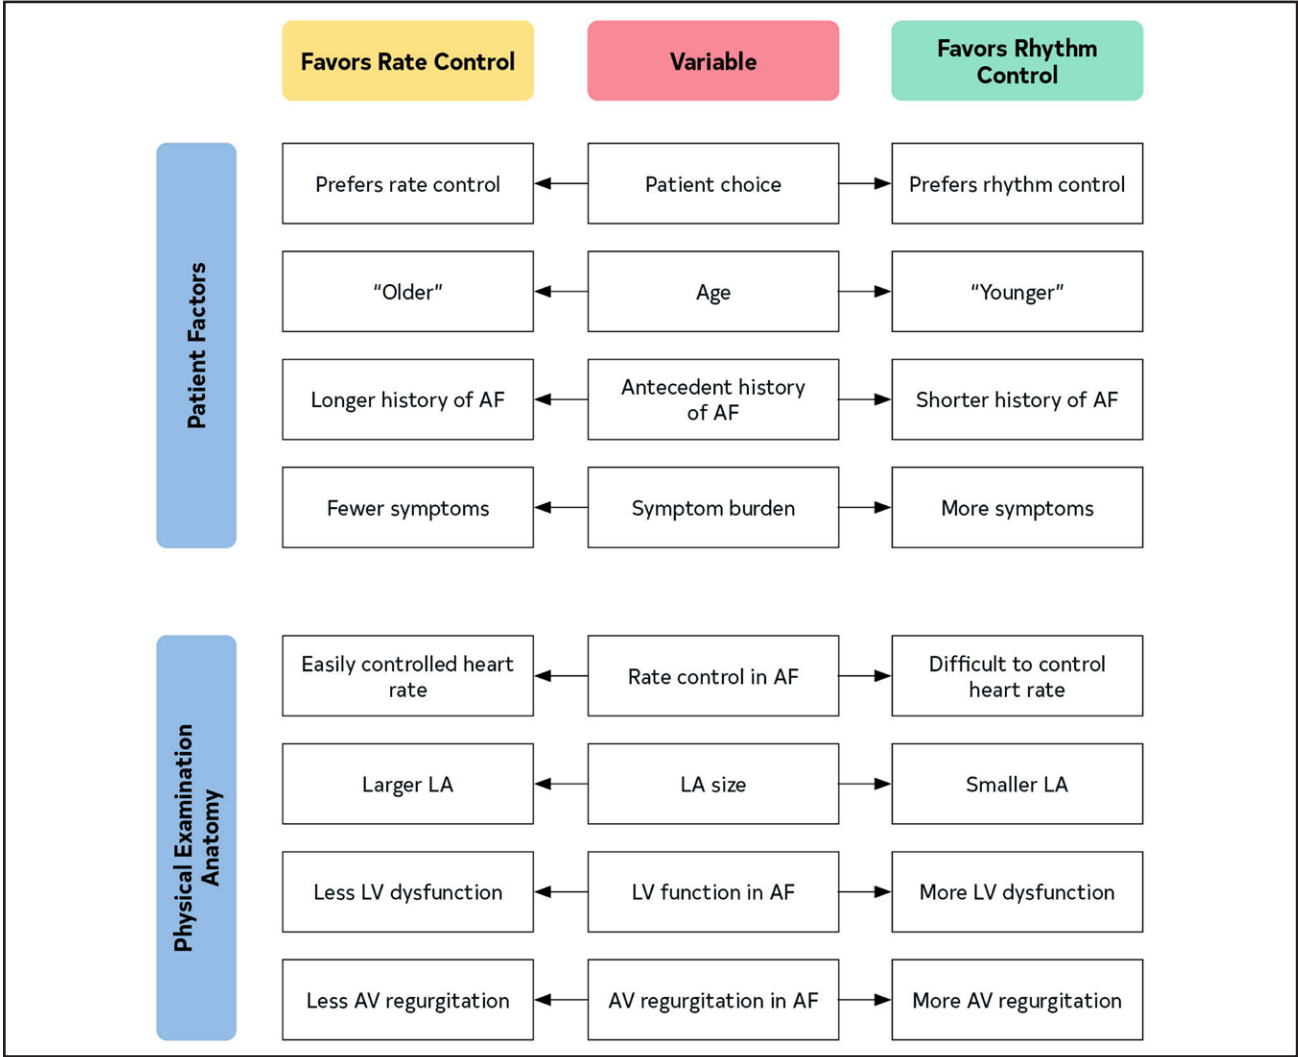 Favors Rate Control
Variable
Favors Rhythm
Control
Patient Factors
Prefers rate control
Patient choice
Prefers rhythm control
“Older”
Age
“Younger”
Longer history of AF
Antecedent history
of AF
Shorter history of AF
Fewer symptoms
Symptom burden
More symptoms
Physical Examination
Anatomy
Easily controlled heart
rate
Rate control in AF
Difficult to control
heart rate
Larger LA
LA size
Smaller LA
Less LV dysfunction
LV function in AF
More LV dysfunction
Less AV regurgitation
AV regurgitation in AF
More AV regurgitation